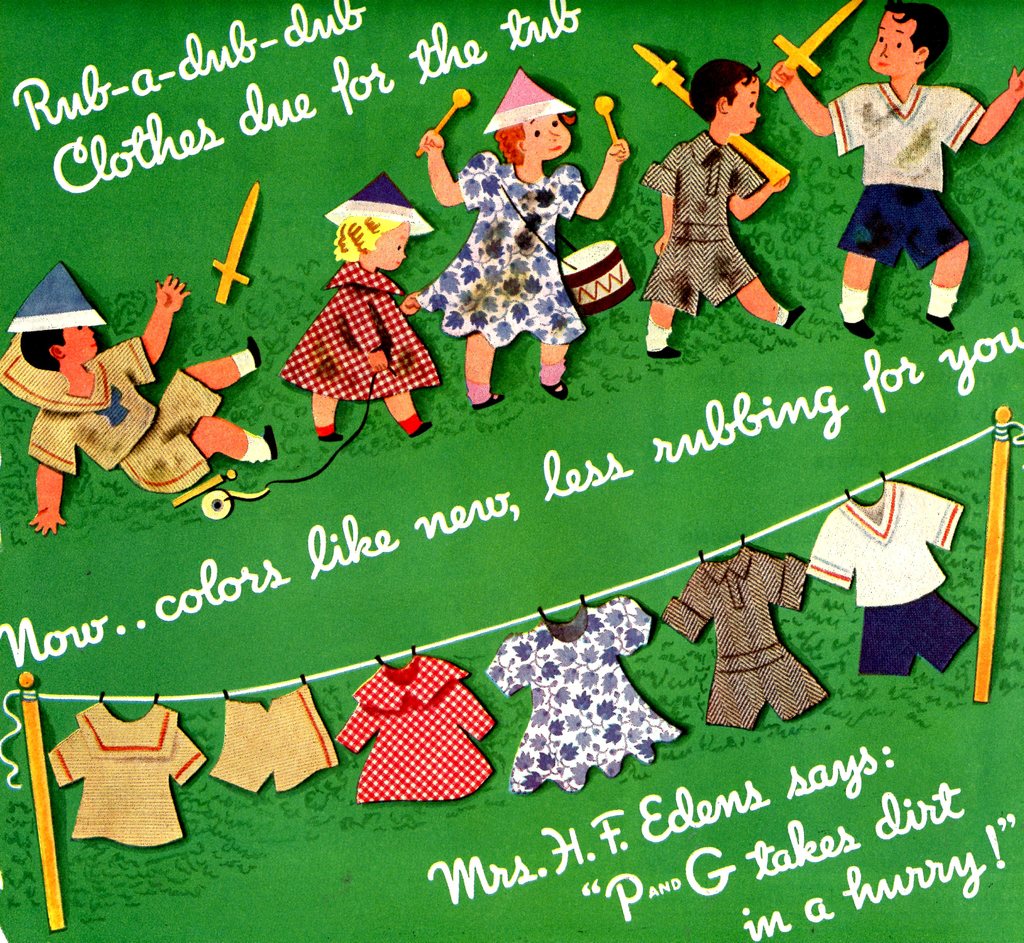 Rub-a-dub-dub
Clothes due for the tub
Now.. colors like new, less rubbing for you
Mrs. H. F. Edens says:
"P AND G takes dirt
in a hurry!"